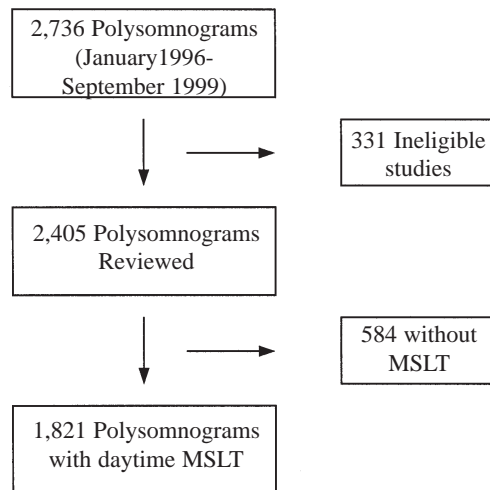 2,736 Polysomnograms
(January1996-
September 1999)
331 Ineligible
studies
2,405 Polysomnograms
Reviewed
584 without
MSLT
1,821 Polysomnograms
with daytime MSLT